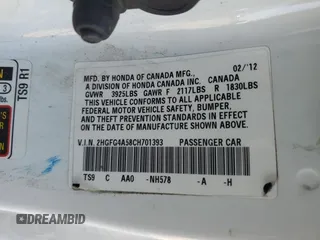 02/'12
MFD. BY HONDA OF CANADA MFG.,
A DIVISION OF HONDA CANADA INC. CANADA
GVWR 3925LBS GAWR F 2117LBS R 1830LBS
THIS VEHICLE CONFORMS TO ALL APPLICABLE
FEDERAL MOTOR VEHICLE SAFETY, BUMPER,
AND THEFT PREVENTION STANDARDS IN EFFECT
ON THE DATE OF MANUFACTURE SHOWN ABOVE.
V.I.N. 2HGFG4A58CH701393 PASSENGER CAR
TS9 C AA0 -NH578 -A -H
TS9 R1
3
© AUTOBIDMASTER